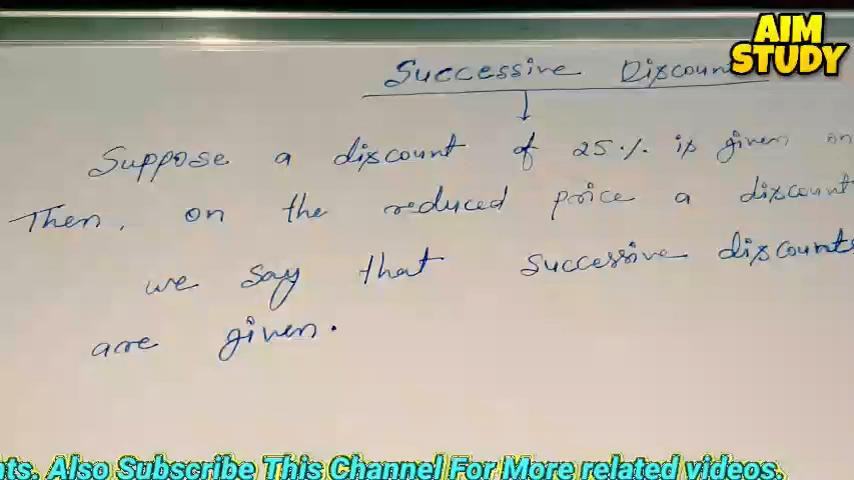 AIM
STUDY
Successive Discoun
Suppose a discount of 25% is given on
Then, on the reduced price a discount
we say that successive discounts
are given.
nts. Also Subscribe This Channel For More related videos.